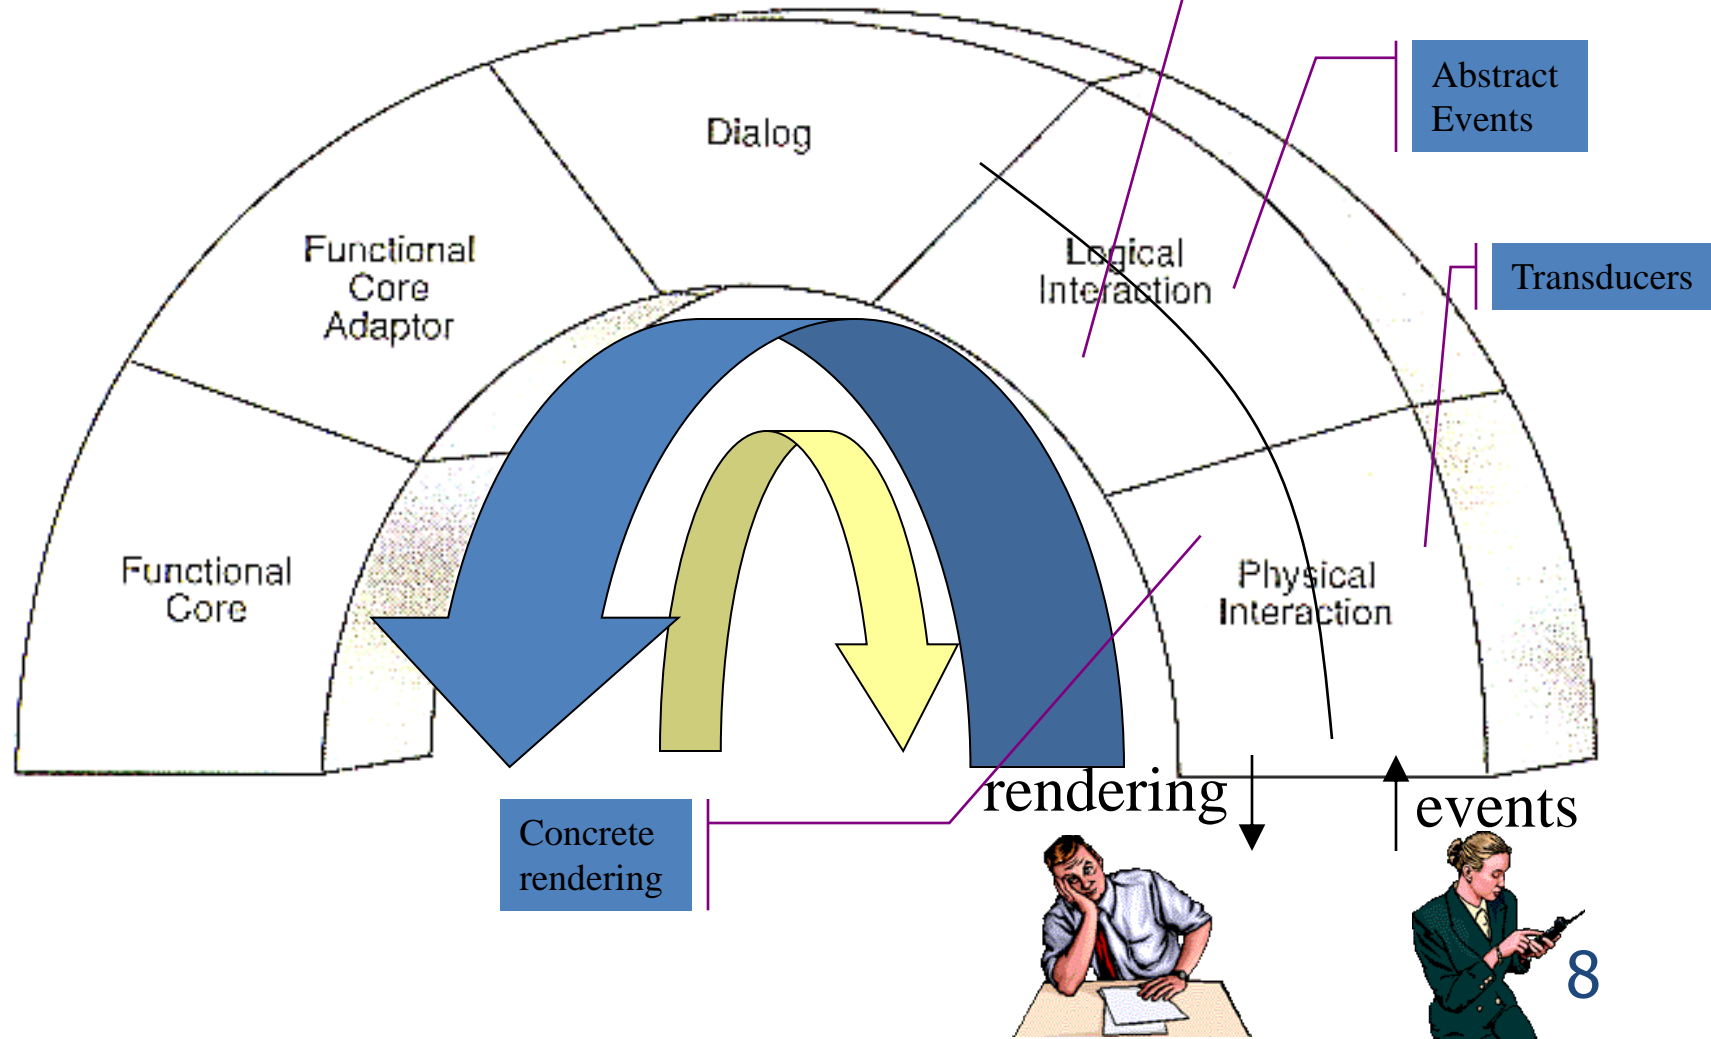 Abstract
Events
Dialog
Functional
Core
Adaptor
Logical
Interaction
Transducers
Functional
Core
Physical
Interaction
rendering
events
Concrete
rendering
8